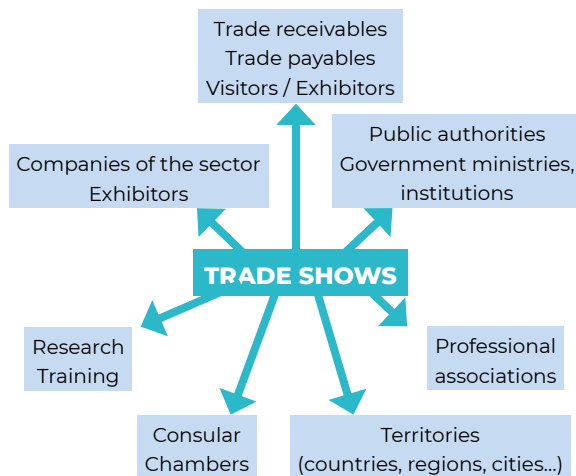 Trade receivables
Trade payables
Visitors / Exhibitors
Public authorities
Government ministries,
institutions
Companies of the sector
Exhibitors
TRADE SHOWS
Research
Training
Professional
associations
Consular
Chambers
Territories
(countries, regions, cities...)